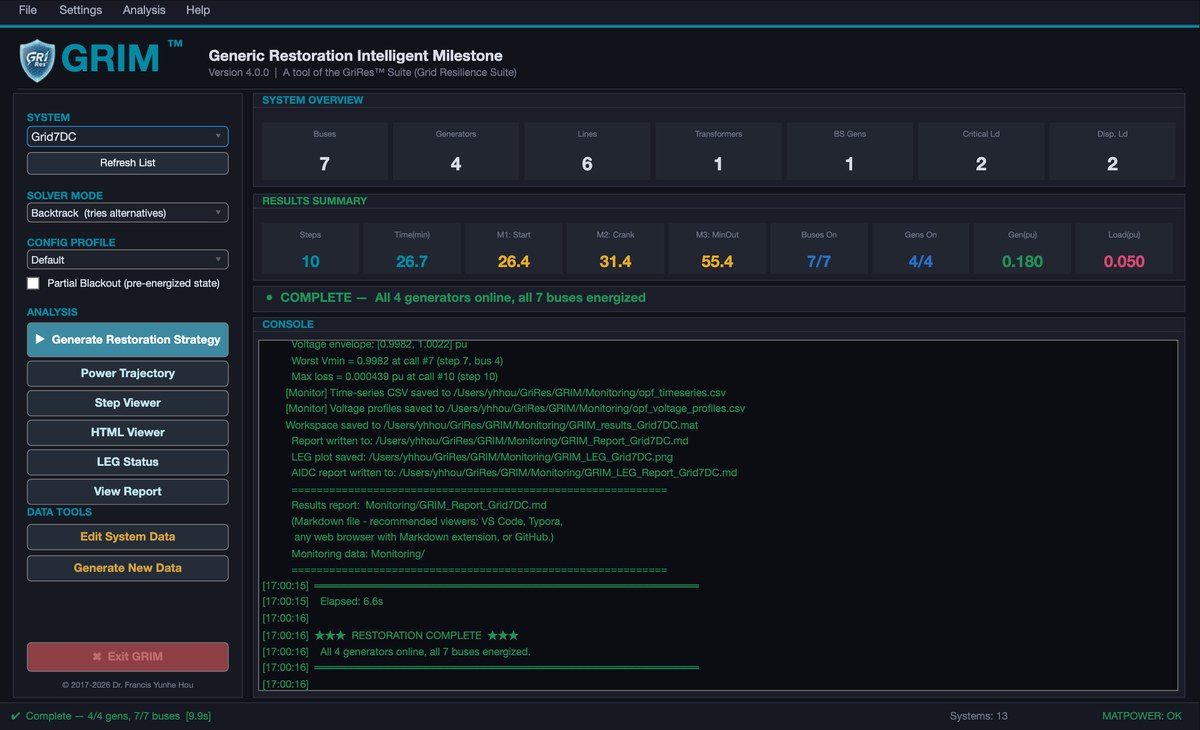 File Settings Analysis Help
GRi Res
GRIM ™
Generic Restoration Intelligent Milestone
Version 4.0.0 | A tool of the GriRes™ Suite (Grid Resilience Suite)
SYSTEM
Grid7DC
Refresh List
SOLVER MODE
Backtrack (tries alternatives)
CONFIG PROFILE
Default
Partial Blackout (pre-energized state)
ANALYSIS
▶ Generate Restoration Strategy
Power Trajectory
Step Viewer
HTML Viewer
LEG Status
View Report
DATA TOOLS
Edit System Data
Generate New Data
✖ Exit GRIM
© 2017-2026 Dr. Francis Yunhe Hou
SYSTEM OVERVIEW
Buses Generators Lines Transformers BS Gens Critical Ld Disp. Ld
7 4 6 1 1 2 2
RESULTS SUMMARY
Steps Time(min) M1: Start M2: Crank M3: MinOut Buses On Gens On Gen(pu) Load(pu)
10 26.7 26.4 31.4 55.4 7/7 4/4 0.180 0.050
● COMPLETE — All 4 generators online, all 7 buses energized
CONSOLE
Voltage envelope: [0.9982, 1.0022] pu
Worst Vmin = 0.9982 at call #7 (step 7, bus 4)
Max loss = 0.000439 pu at call #10 (step 10)
[Monitor] Time-series CSV saved to /Users/yhhou/GriRes/GRIM/Monitoring/opf_timeseries.csv
[Monitor] Voltage profiles saved to /Users/yhhou/GriRes/GRIM/Monitoring/opf_voltage_profiles.csv
Workspace saved to /Users/yhhou/GriRes/GRIM/Monitoring/GRIM_results_Grid7DC.mat
Report written to: /Users/yhhou/GriRes/GRIM/Monitoring/GRIM_Report_Grid7DC.md
LEG plot saved: /Users/yhhou/GriRes/GRIM/Monitoring/GRIM_LEG_Grid7DC.png
AIDC report written to: /Users/yhhou/GriRes/GRIM/Monitoring/GRIM_LEG_Report_Grid7DC.md
============================================================
Results report: Monitoring/GRIM_Report_Grid7DC.md
(Markdown file - recommended viewers: VS Code, Typora,
any web browser with Markdown extension, or GitHub.)
Monitoring data: Monitoring/
============================================================
[17:00:15] ════════════════════════════════════════
[17:00:15] Elapsed: 6.6s
[17:00:16]
[17:00:16] ★★★ RESTORATION COMPLETE ★★★
[17:00:16] All 4 generators online, all 7 buses energized.
[17:00:16] ════════════════════════════════════════
[17:00:16]
✔ Complete — 4/4 gens, 7/7 buses [9.9s] Systems: 13 MATPOWER: OK